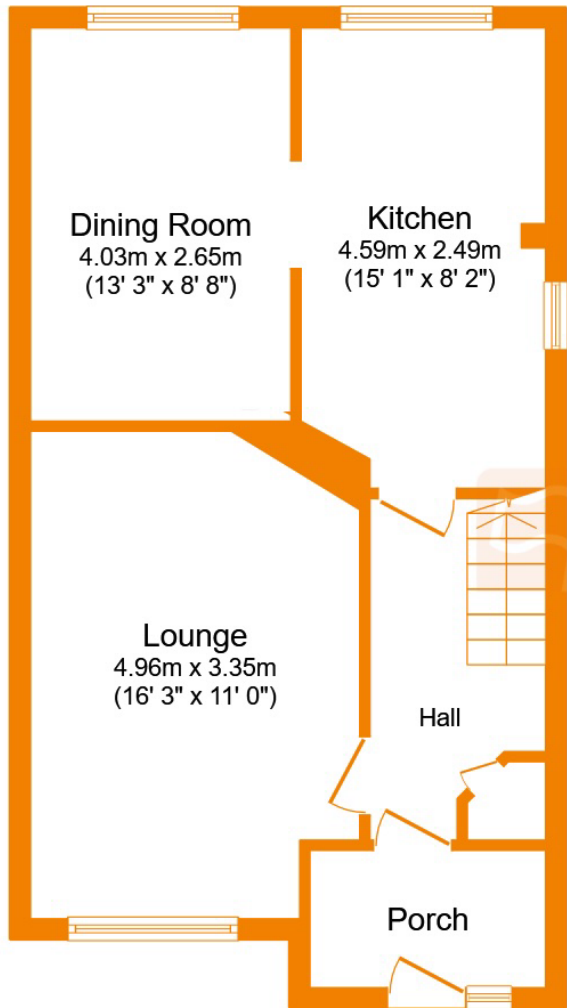 Dining Room
4.03m x 2.65m
(13' 3" x 8' 8")
Kitchen
4.59m x 2.49m
(15' 1" x 8' 2")
Lounge
4.96m x 3.35m
(16' 3" x 11' 0")
Hall
Porch